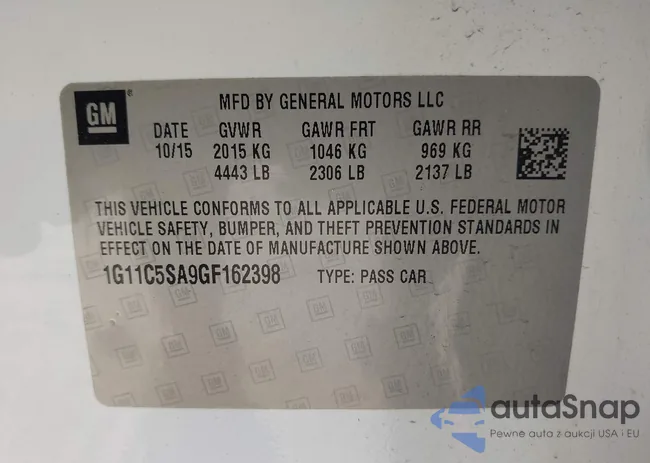 GM
MFD BY GENERAL MOTORS LLC
DATE GVWR GAWR FRT GAWR RR
10/15 2015 KG 1046 KG 969 KG
4443 LB 2306 LB 2137 LB
THIS VEHICLE CONFORMS TO ALL APPLICABLE U.S. FEDERAL MOTOR
VEHICLE SAFETY, BUMPER, AND THEFT PREVENTION STANDARDS IN
EFFECT ON THE DATE OF MANUFACTURE SHOWN ABOVE.
1G11C5SA9GF162398 TYPE: PASS CAR
autaSnap
Pewne auta z aukcji USA i EU